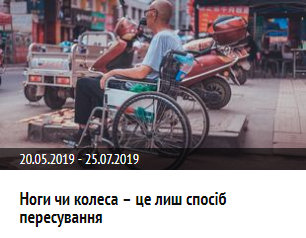 20.05.2019 - 25.07.2019
Ноги чи колеса – це лиш спосіб
пересування